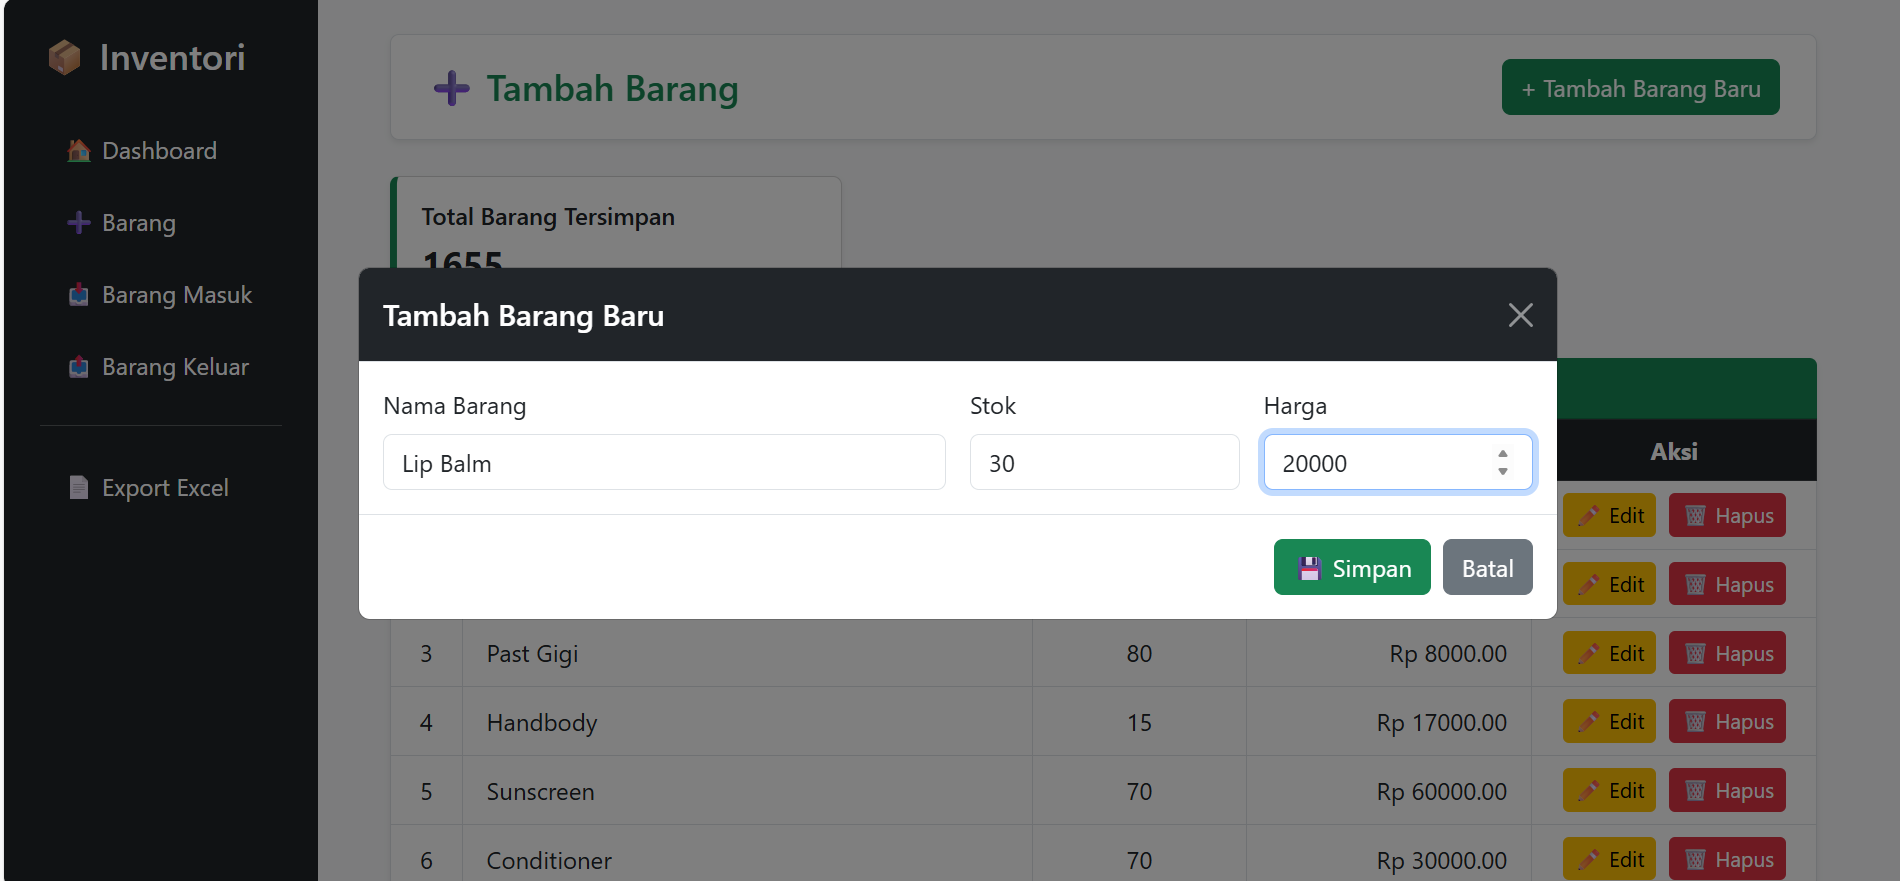 Inventori
Dashboard
Barang
Barang Masuk
Barang Keluar
Export Excel
Tambah Barang
+ Tambah Barang Baru
Total Barang Tersimpan
1655
Tambah Barang Baru
Nama Barang Stok Harga
Lip Balm 30 20000
Simpan Batal
Aksi
Edit Hapus
Edit Hapus
3 Past Gigi 80 Rp 8000.00 Edit Hapus
4 Handbody 15 Rp 17000.00 Edit Hapus
5 Sunscreen 70 Rp 60000.00 Edit Hapus
6 Conditioner 70 Rp 30000.00 Edit Hapus